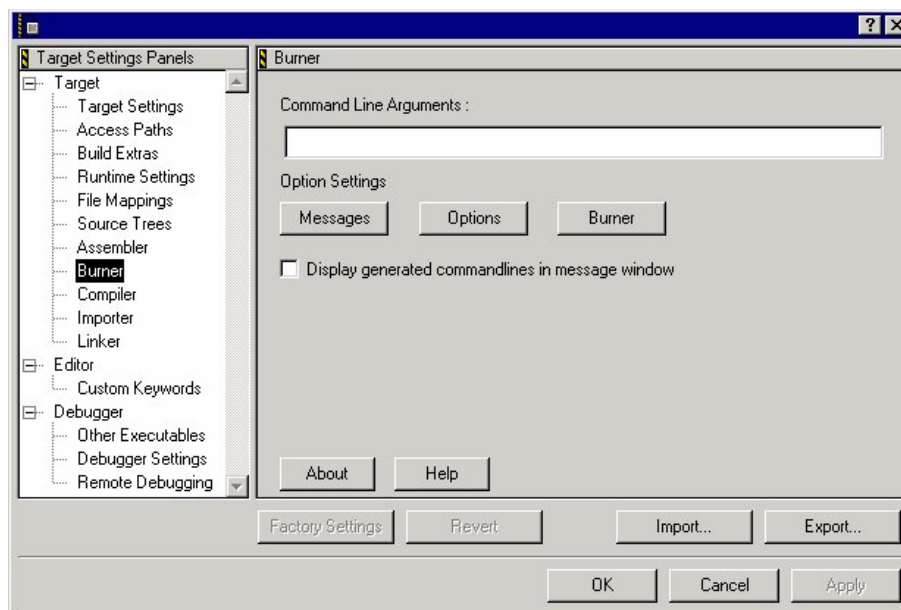 Target Settings Panels
Target
Target Settings
Access Paths
Build Extras
Runtime Settings
File Mappings
Source Trees
Assembler
Burner
Compiler
Importer
Linker
Editor
Custom Keywords
Debugger
Other Executables
Debugger Settings
Remote Debugging
Burner
Command Line Arguments :
Option Settings
Messages Options Burner
Display generated commandlines in message window
About Help
Factory Settings Revert Import... Export...
OK Cancel Apply